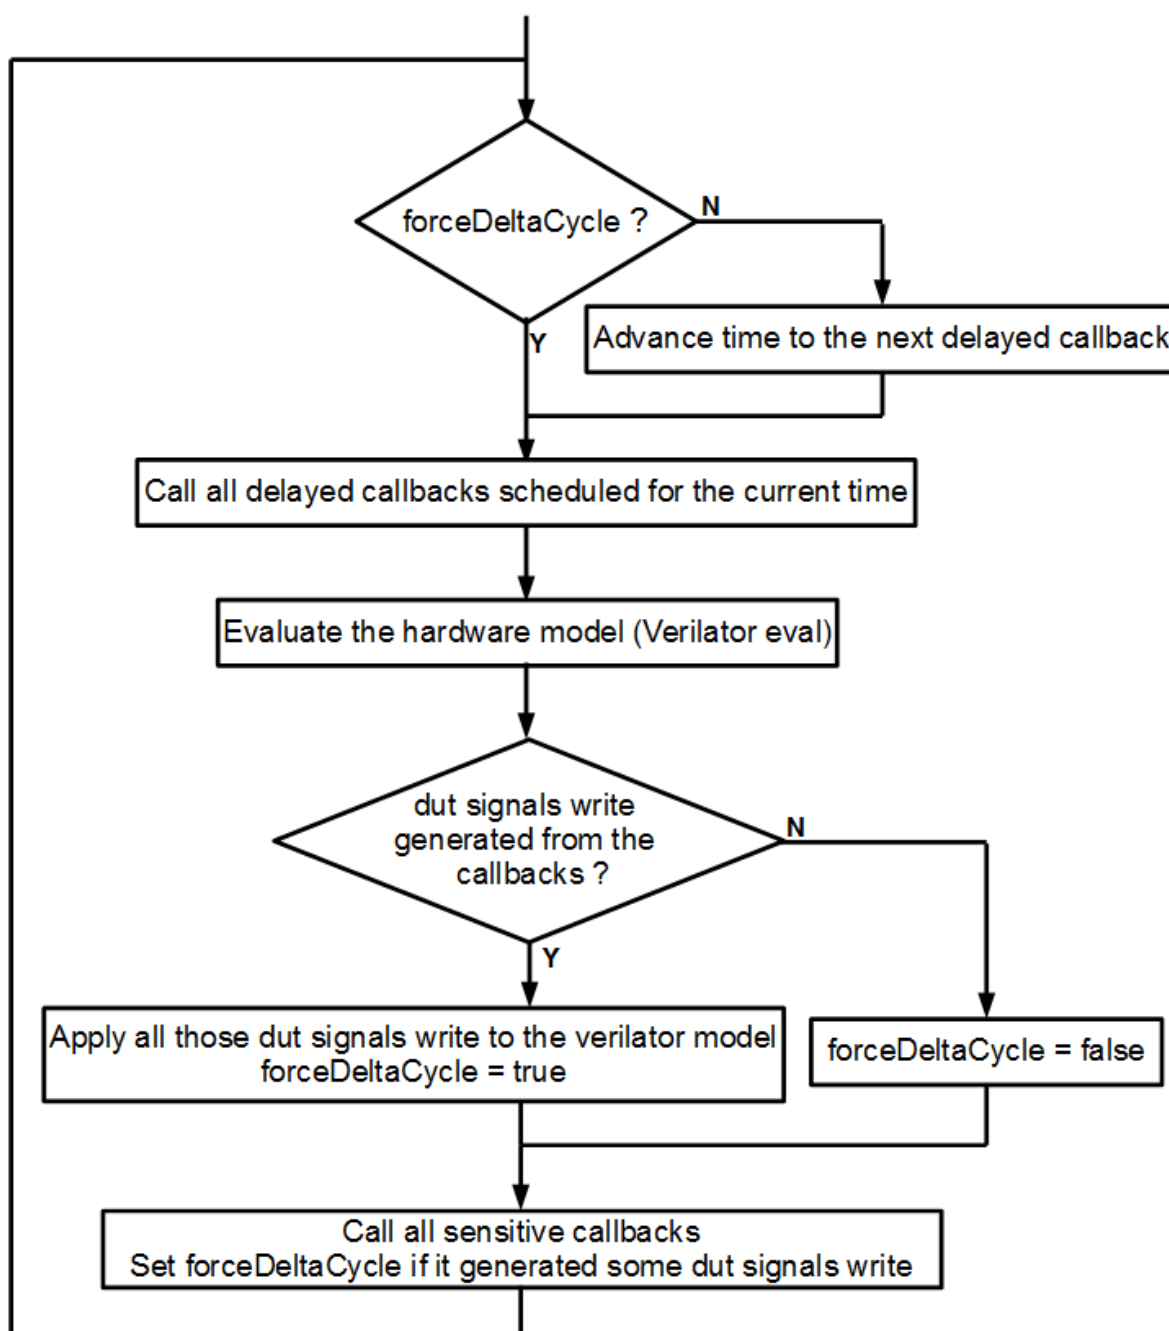 forceDeltaCycle ?
N
Advance time to the next delayed callback
Y
Call all delayed callbacks scheduled for the current time
Evaluate the hardware model (Verilator eval)
dut signals write
generated from the
callbacks ?
N
Y
Apply all those dut signals write to the verilator model
forceDeltaCycle = true
forceDeltaCycle = false
Call all sensitive callbacks
Set forceDeltaCycle if it generated some dut signals write